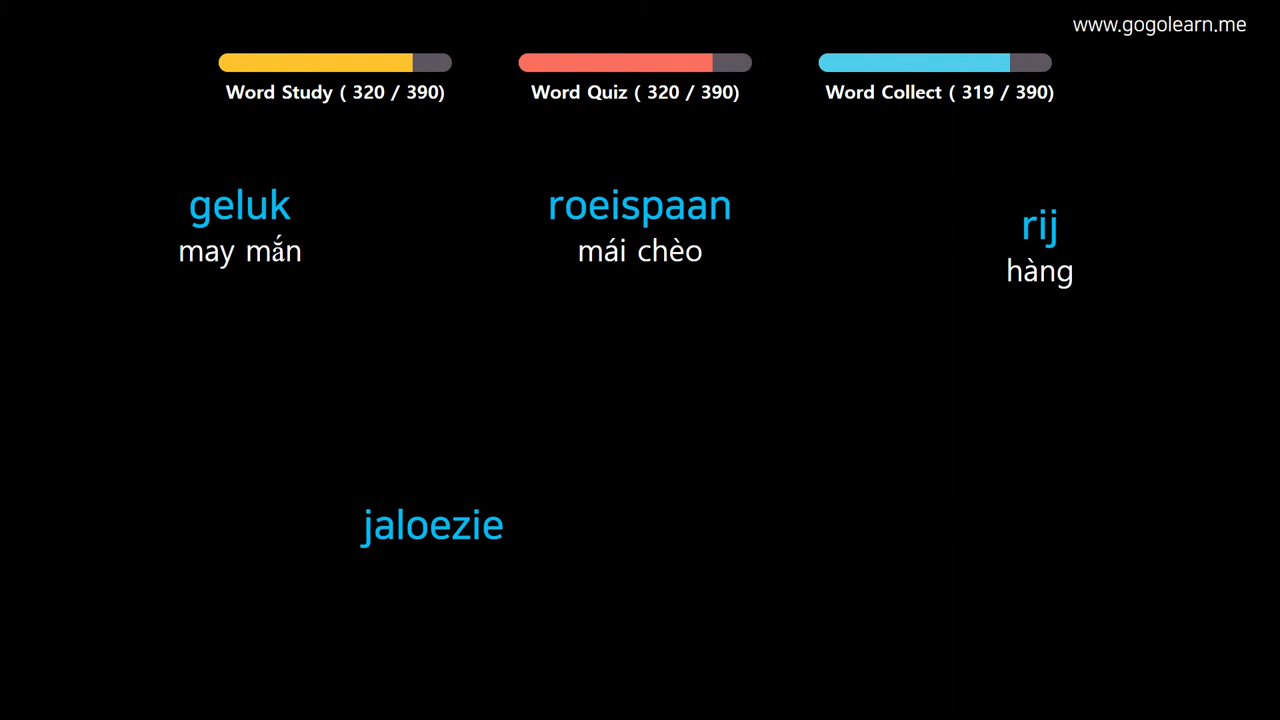 www.gogolearn.me
Word Study ( 320 / 390)
Word Quiz ( 320 / 390)
Word Collect ( 319 / 390)
geluk
may mắn
roeispaan
mái chèo
rij
hàng
jaloezie